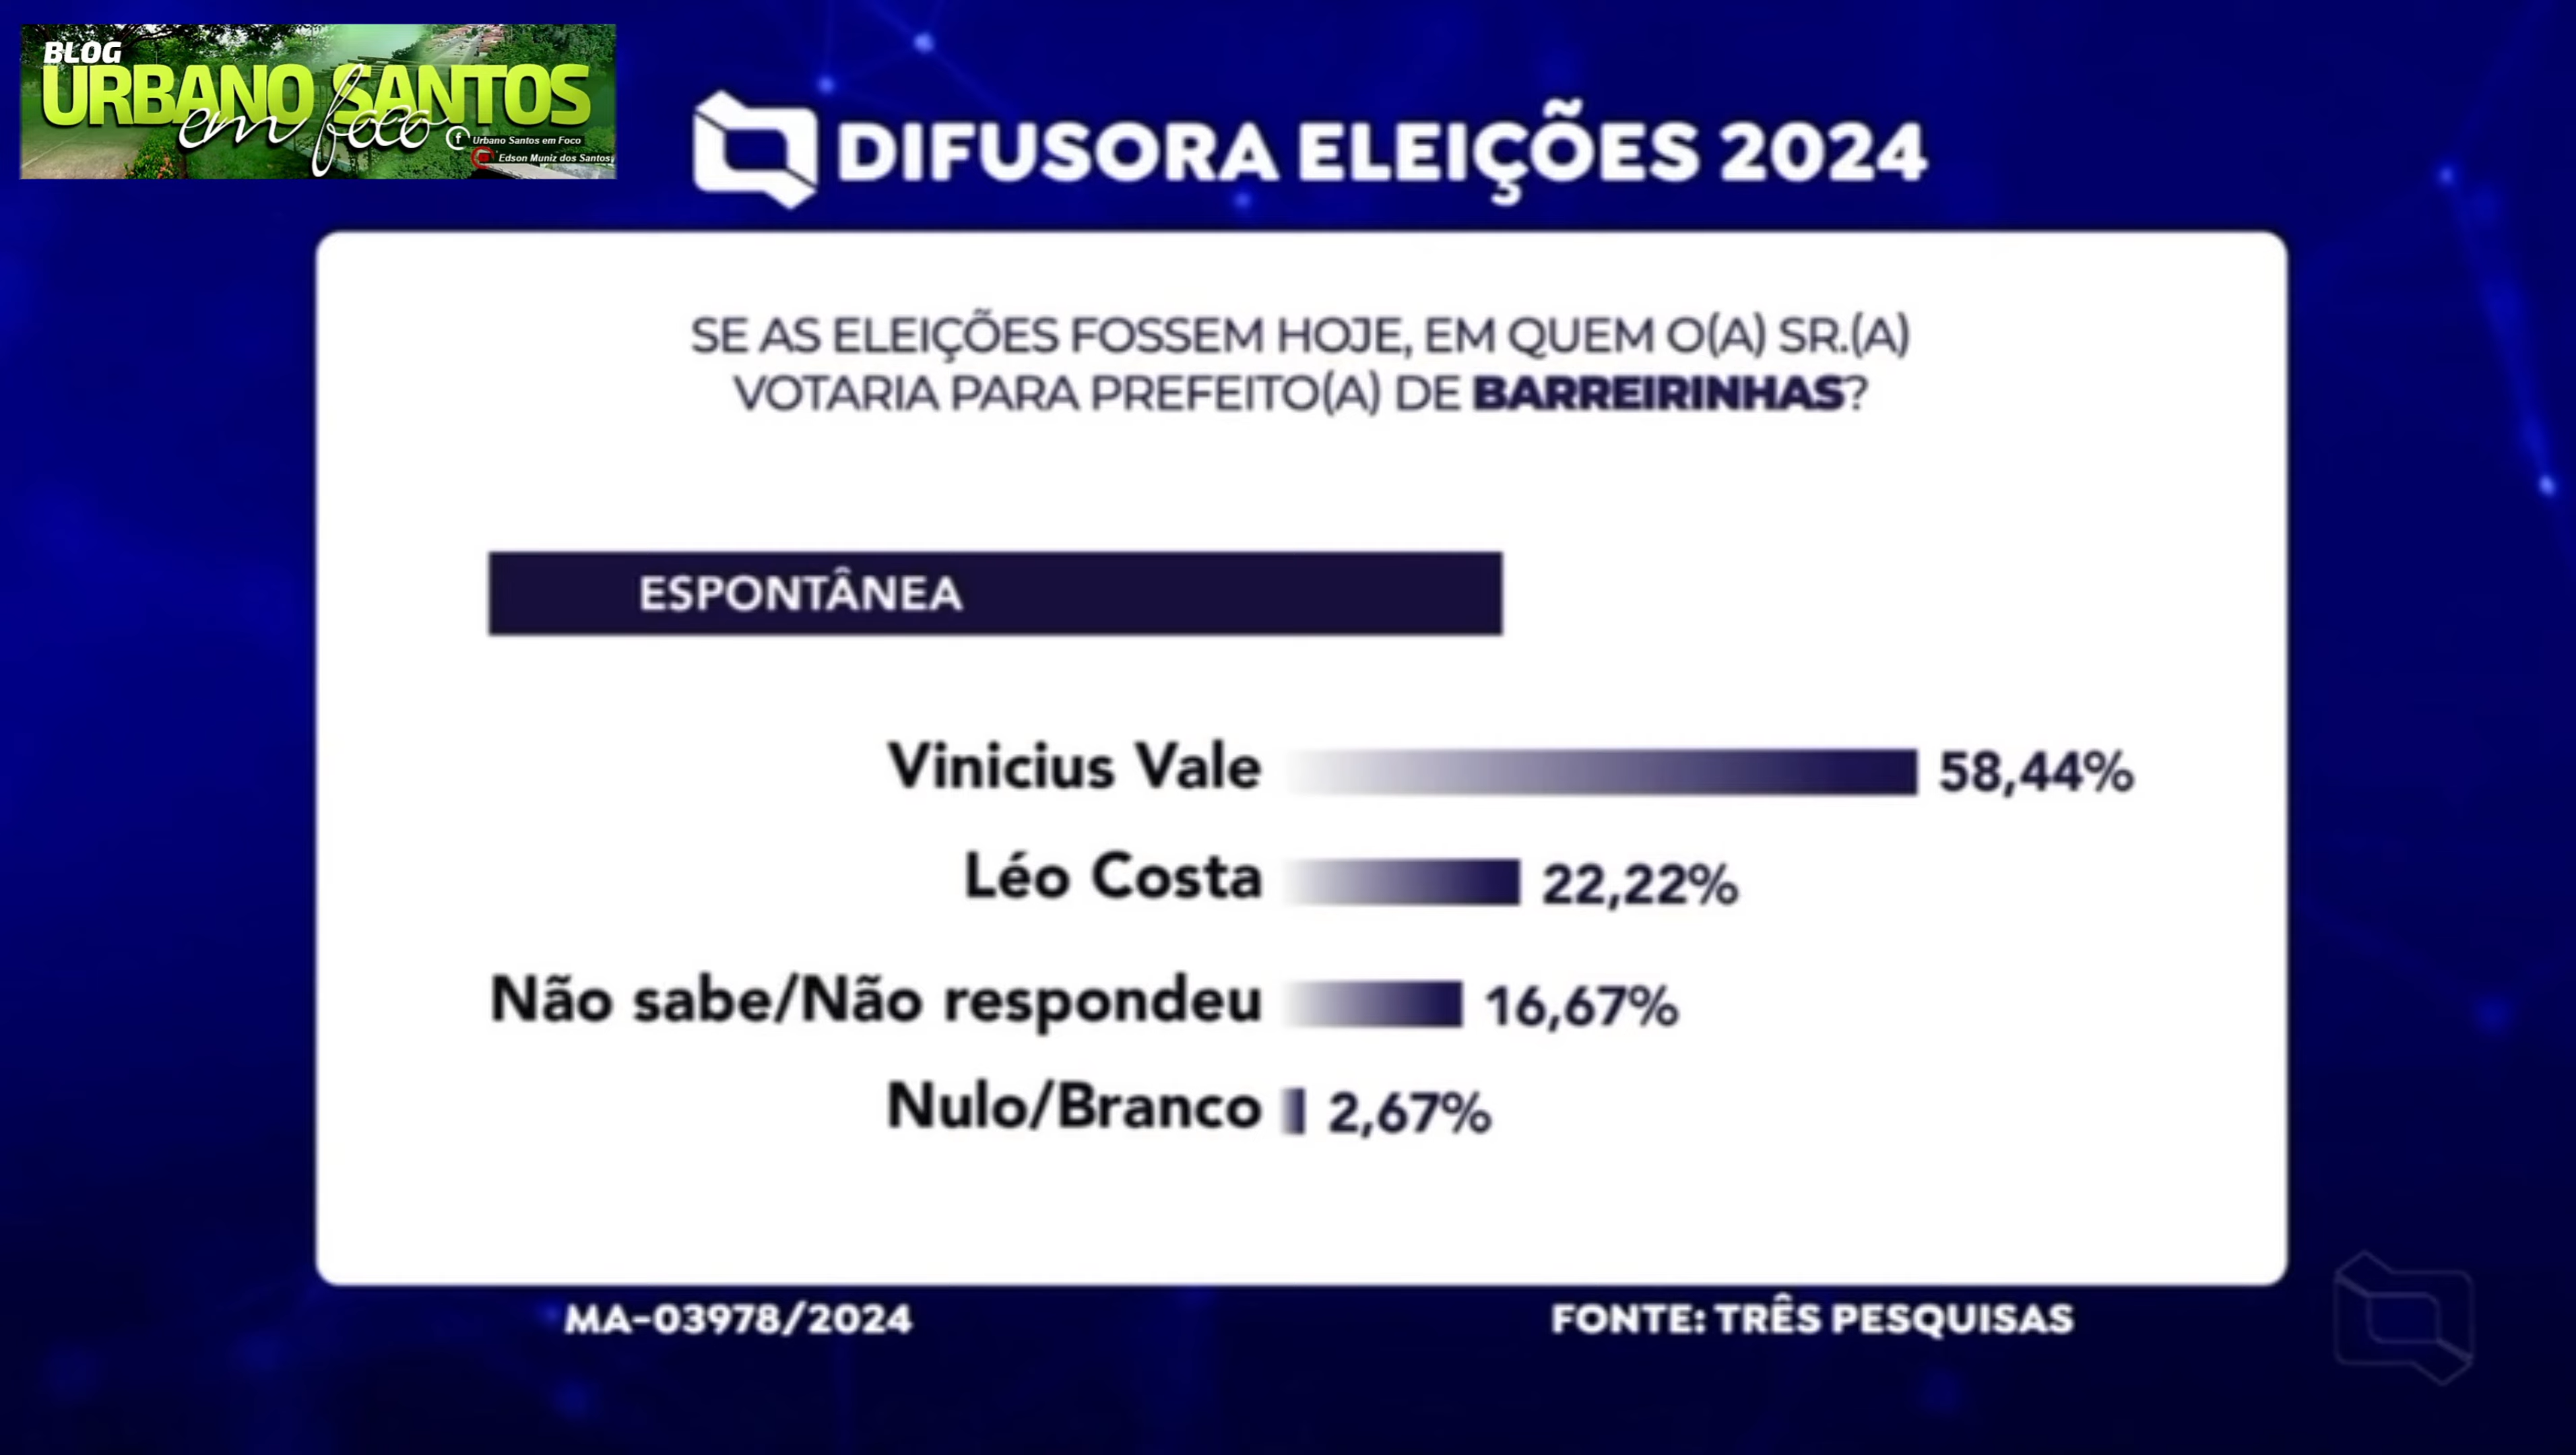 BLOG
URBANO SANTOS
em foco
Urbano Santos em Foco
Edson Muniz dos Santos
DIFUSORA ELEIÇÕES 2024
SE AS ELEIÇÕES FOSSEM HOJE, EM QUEM O(A) SR.(A)
VOTARIA PARA PREFEITO(A) DE BARREIRINHAS?
ESPONTÂNEA
Vinicius Vale 58,44%
Léo Costa 22,22%
Não sabe/Não respondeu 16,67%
Nulo/Branco 2,67%
MA-03978/2024
FONTE: TRÊS PESQUISAS